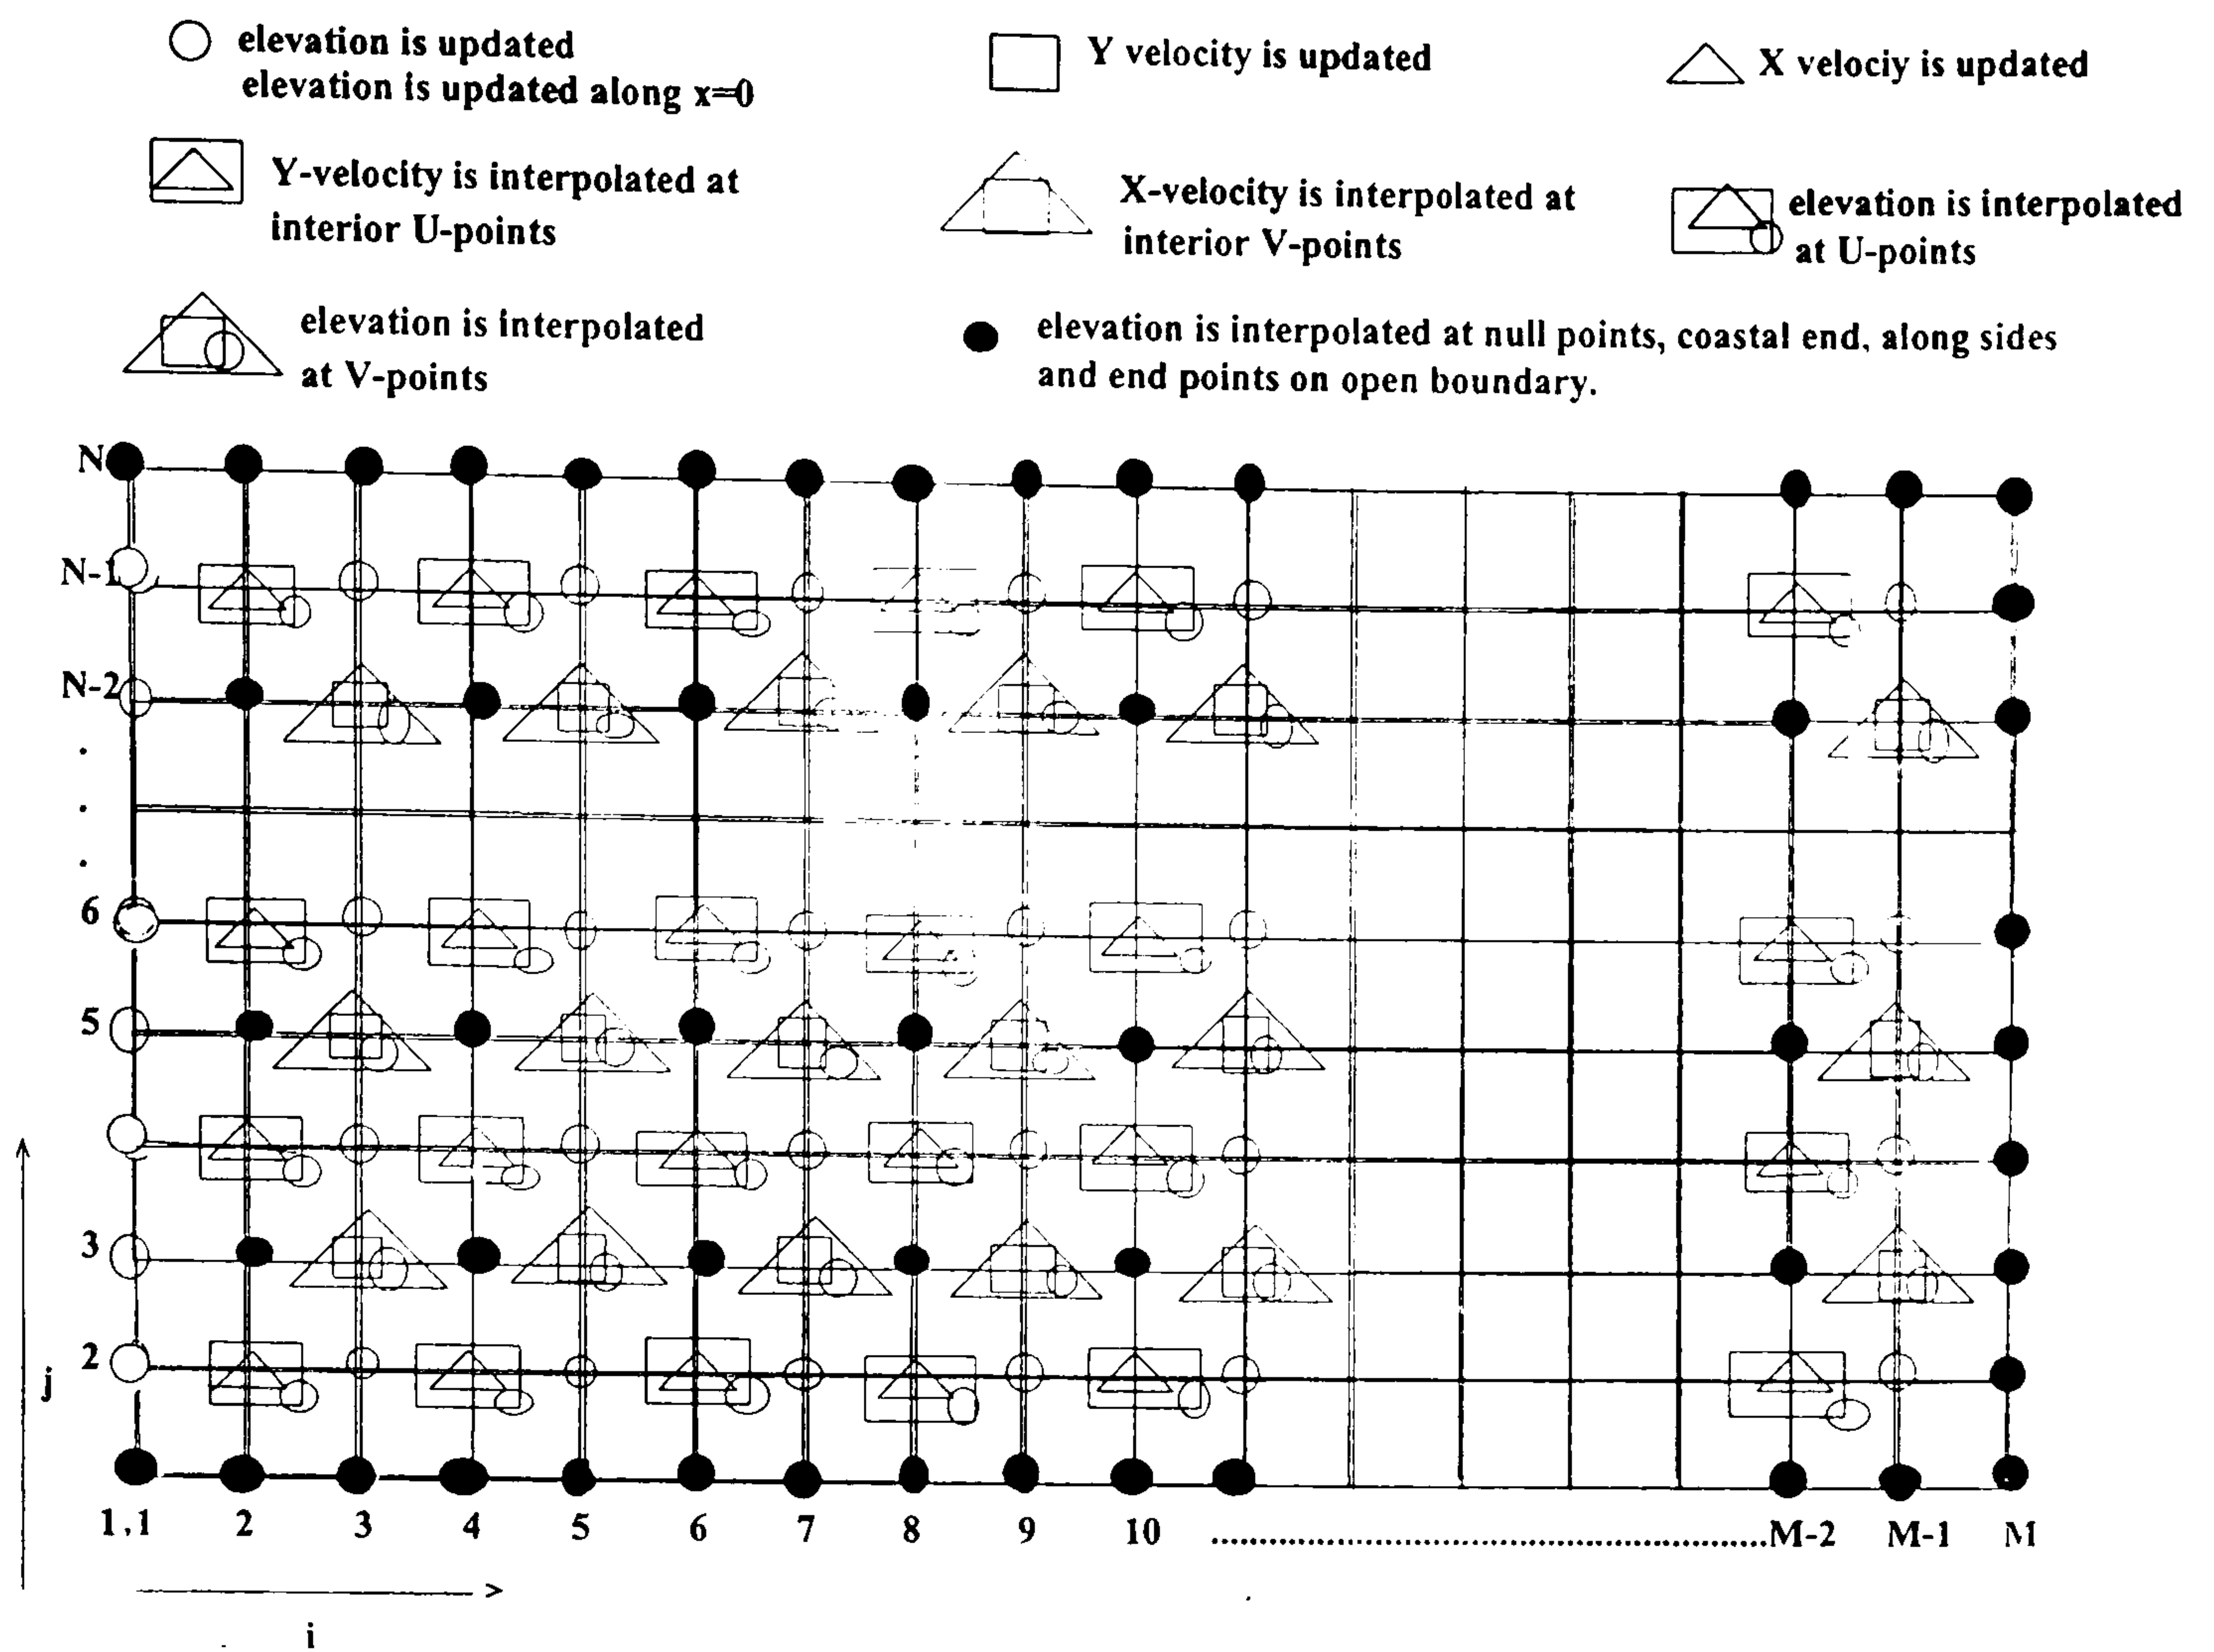 elevation is updated
elevation is updated along x=0
Y velocity is updated
X velociy is updated
Y-velocity is interpolated at
interior U-points
X-velocity is interpolated at
interior V-points
elevation is interpolated
at U-points
elevation is interpolated
at V-points
elevation is interpolated at null points, coastal end, along sides
and end points on open boundary.
N
N-1
N-2
.
.
.
6
5
3
2
j
1,1 2 3 4 5 6 7 8 9 10 ........................................................M-2 M-1 M
i